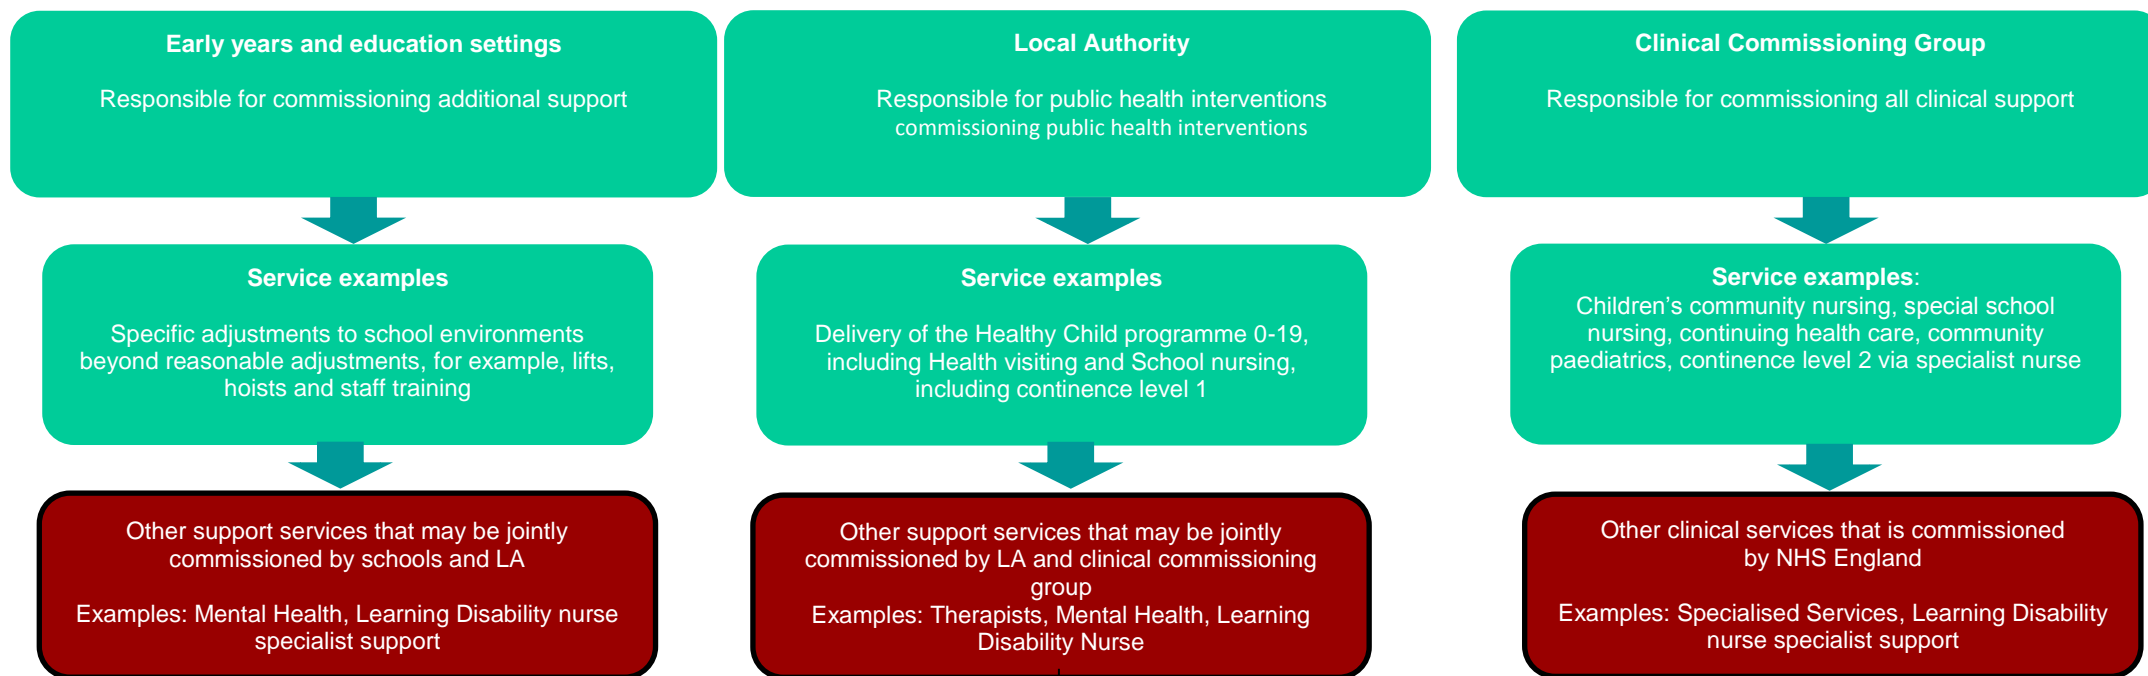 Early years and education settings
Responsible for commissioning additional support
Local Authority
Responsible for public health interventions
commissioning public health interventions
Clinical Commissioning Group
Responsible for commissioning all clinical support
Service examples
Specific adjustments to school environments
beyond reasonable adjustments, for example, lifts,
hoists and staff training
Service examples
Delivery of the Healthy Child programme 0-19,
including Health visiting and School nursing,
including continence level 1
Service examples:
Children’s community nursing, special school
nursing, continuing health care, community
paediatrics, continence level 2 via specialist nurse
Other support services that may be jointly
commissioned by schools and LA
Examples: Mental Health, Learning Disability nurse
specialist support
Other support services that may be jointly
commissioned by LA and clinical commissioning
group
Examples: Therapists, Mental Health, Learning
Disability Nurse
Other clinical services that is commissioned
by NHS England
Examples: Specialised Services, Learning Disability
nurse specialist support